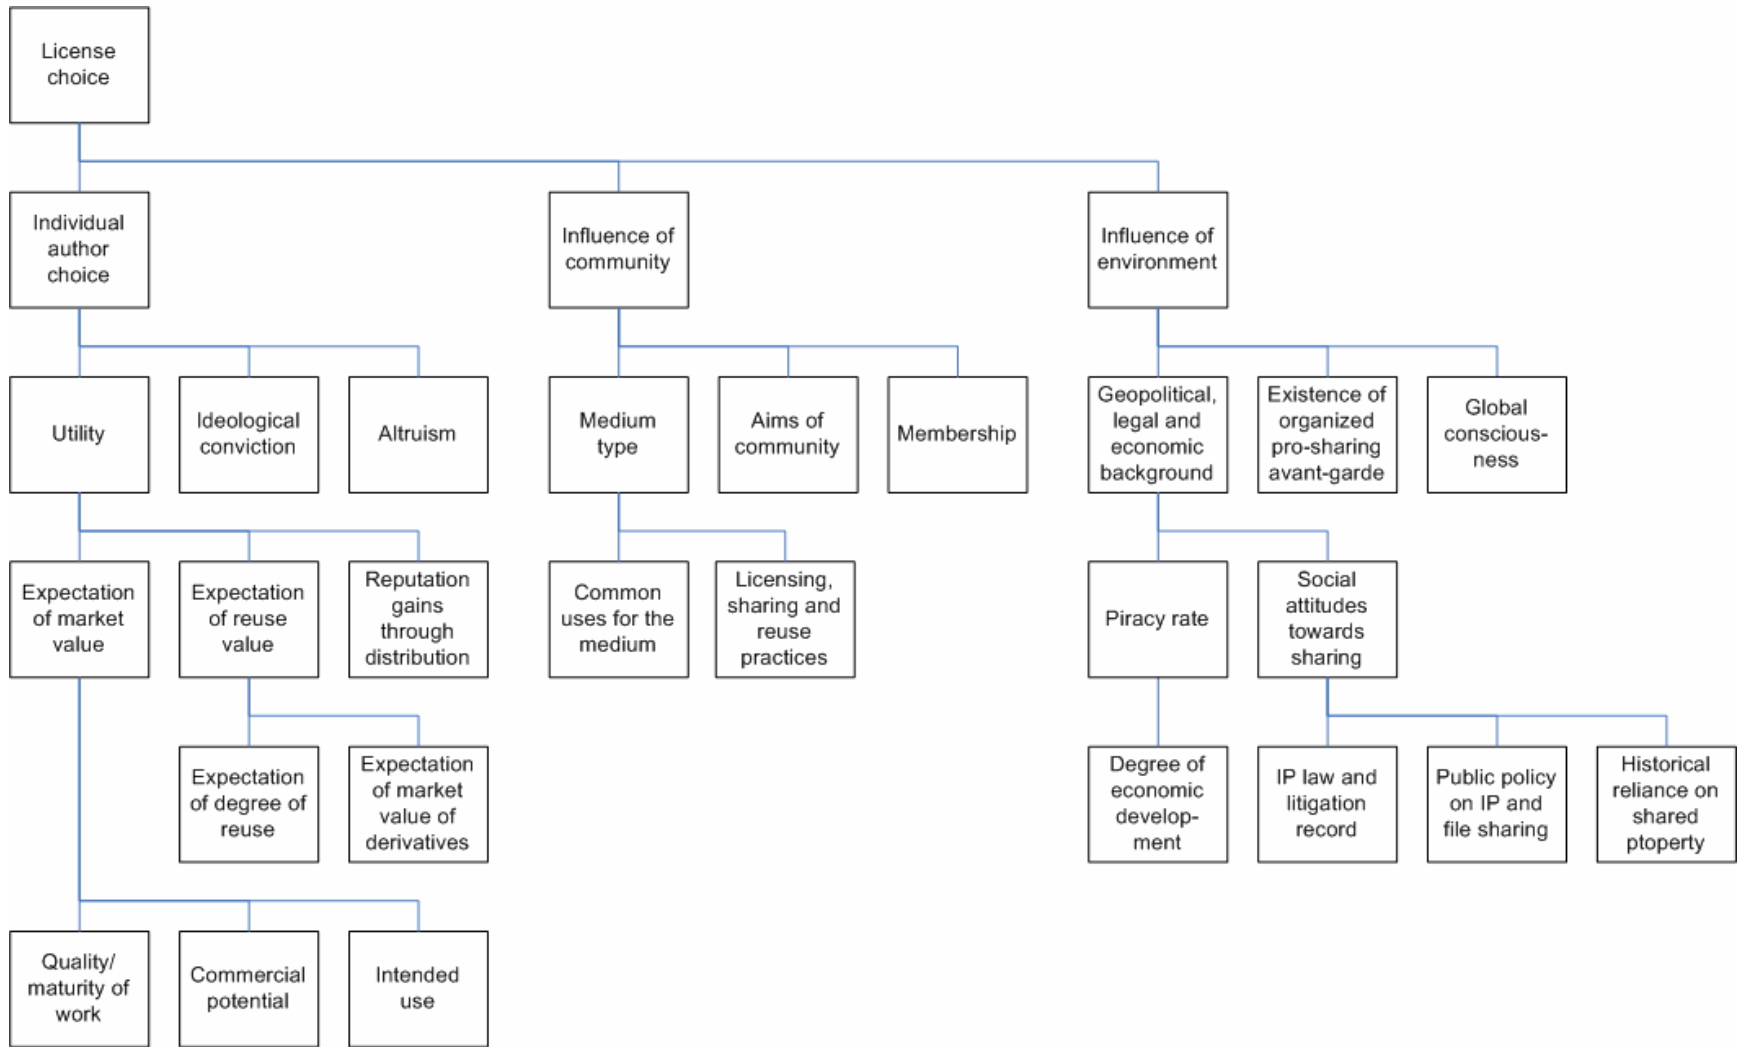 License
choice
Individual
author
choice
Influence of
community
Influence of
environment
Utility
Ideological
conviction
Altruism
Medium
type
Aims of
community
Membership
Geopolitical,
legal and
economic
background
Existence of
organized
pro-sharing
avant-garde
Global
conscious-
ness
Expectation
of market
value
Expectation
of reuse
value
Reputation
gains
through
distribution
Common
uses for the
medium
Licensing,
sharing and
reuse
practices
Piracy rate
Social
attitudes
towards
sharing
Expectation
of degree of
reuse
Expectation
of market
value of
derivatives
Degree of
economic
develop-
ment
IP law and
litigation
record
Public policy
on IP and
file sharing
Historical
reliance on
shared
ptoperty
Quality/
maturity of
work
Commercial
potential
Intended
use